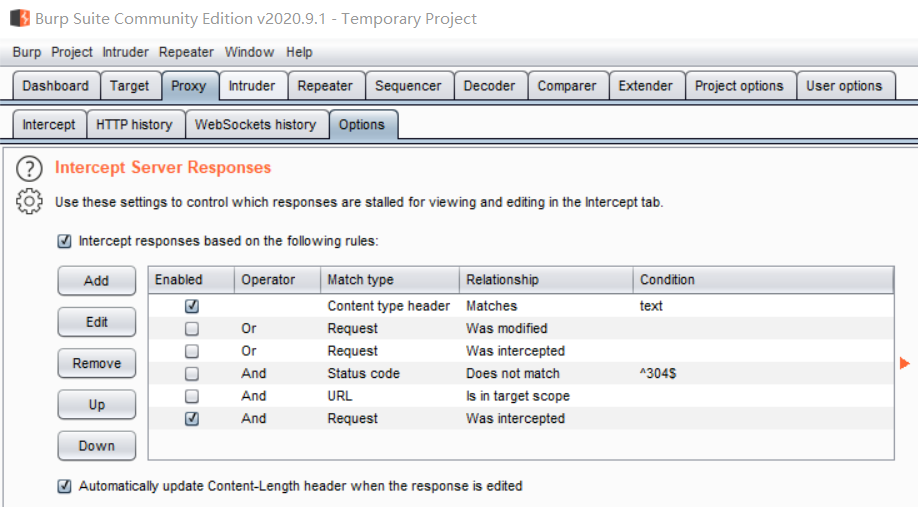 Burp Suite Community Edition v2020.9.1 - Temporary Project
Burp Project Intruder Repeater Window Help
Dashboard Target Proxy Intruder Repeater Sequencer Decoder Comparer Extender Project options User options
Intercept HTTP history WebSockets history Options
? Intercept Server Responses
Use these settings to control which responses are stalled for viewing and editing in the Intercept tab.
Intercept responses based on the following rules:
Add
Edit
Remove
Up
Down
Enabled Operator Match type Relationship Condition
Content type header Matches text
Or Request Was modified
Or Request Was intercepted
And Status code Does not match ^304$
And URL Is in target scope
And Request Was intercepted
Automatically update Content-Length header when the response is edited